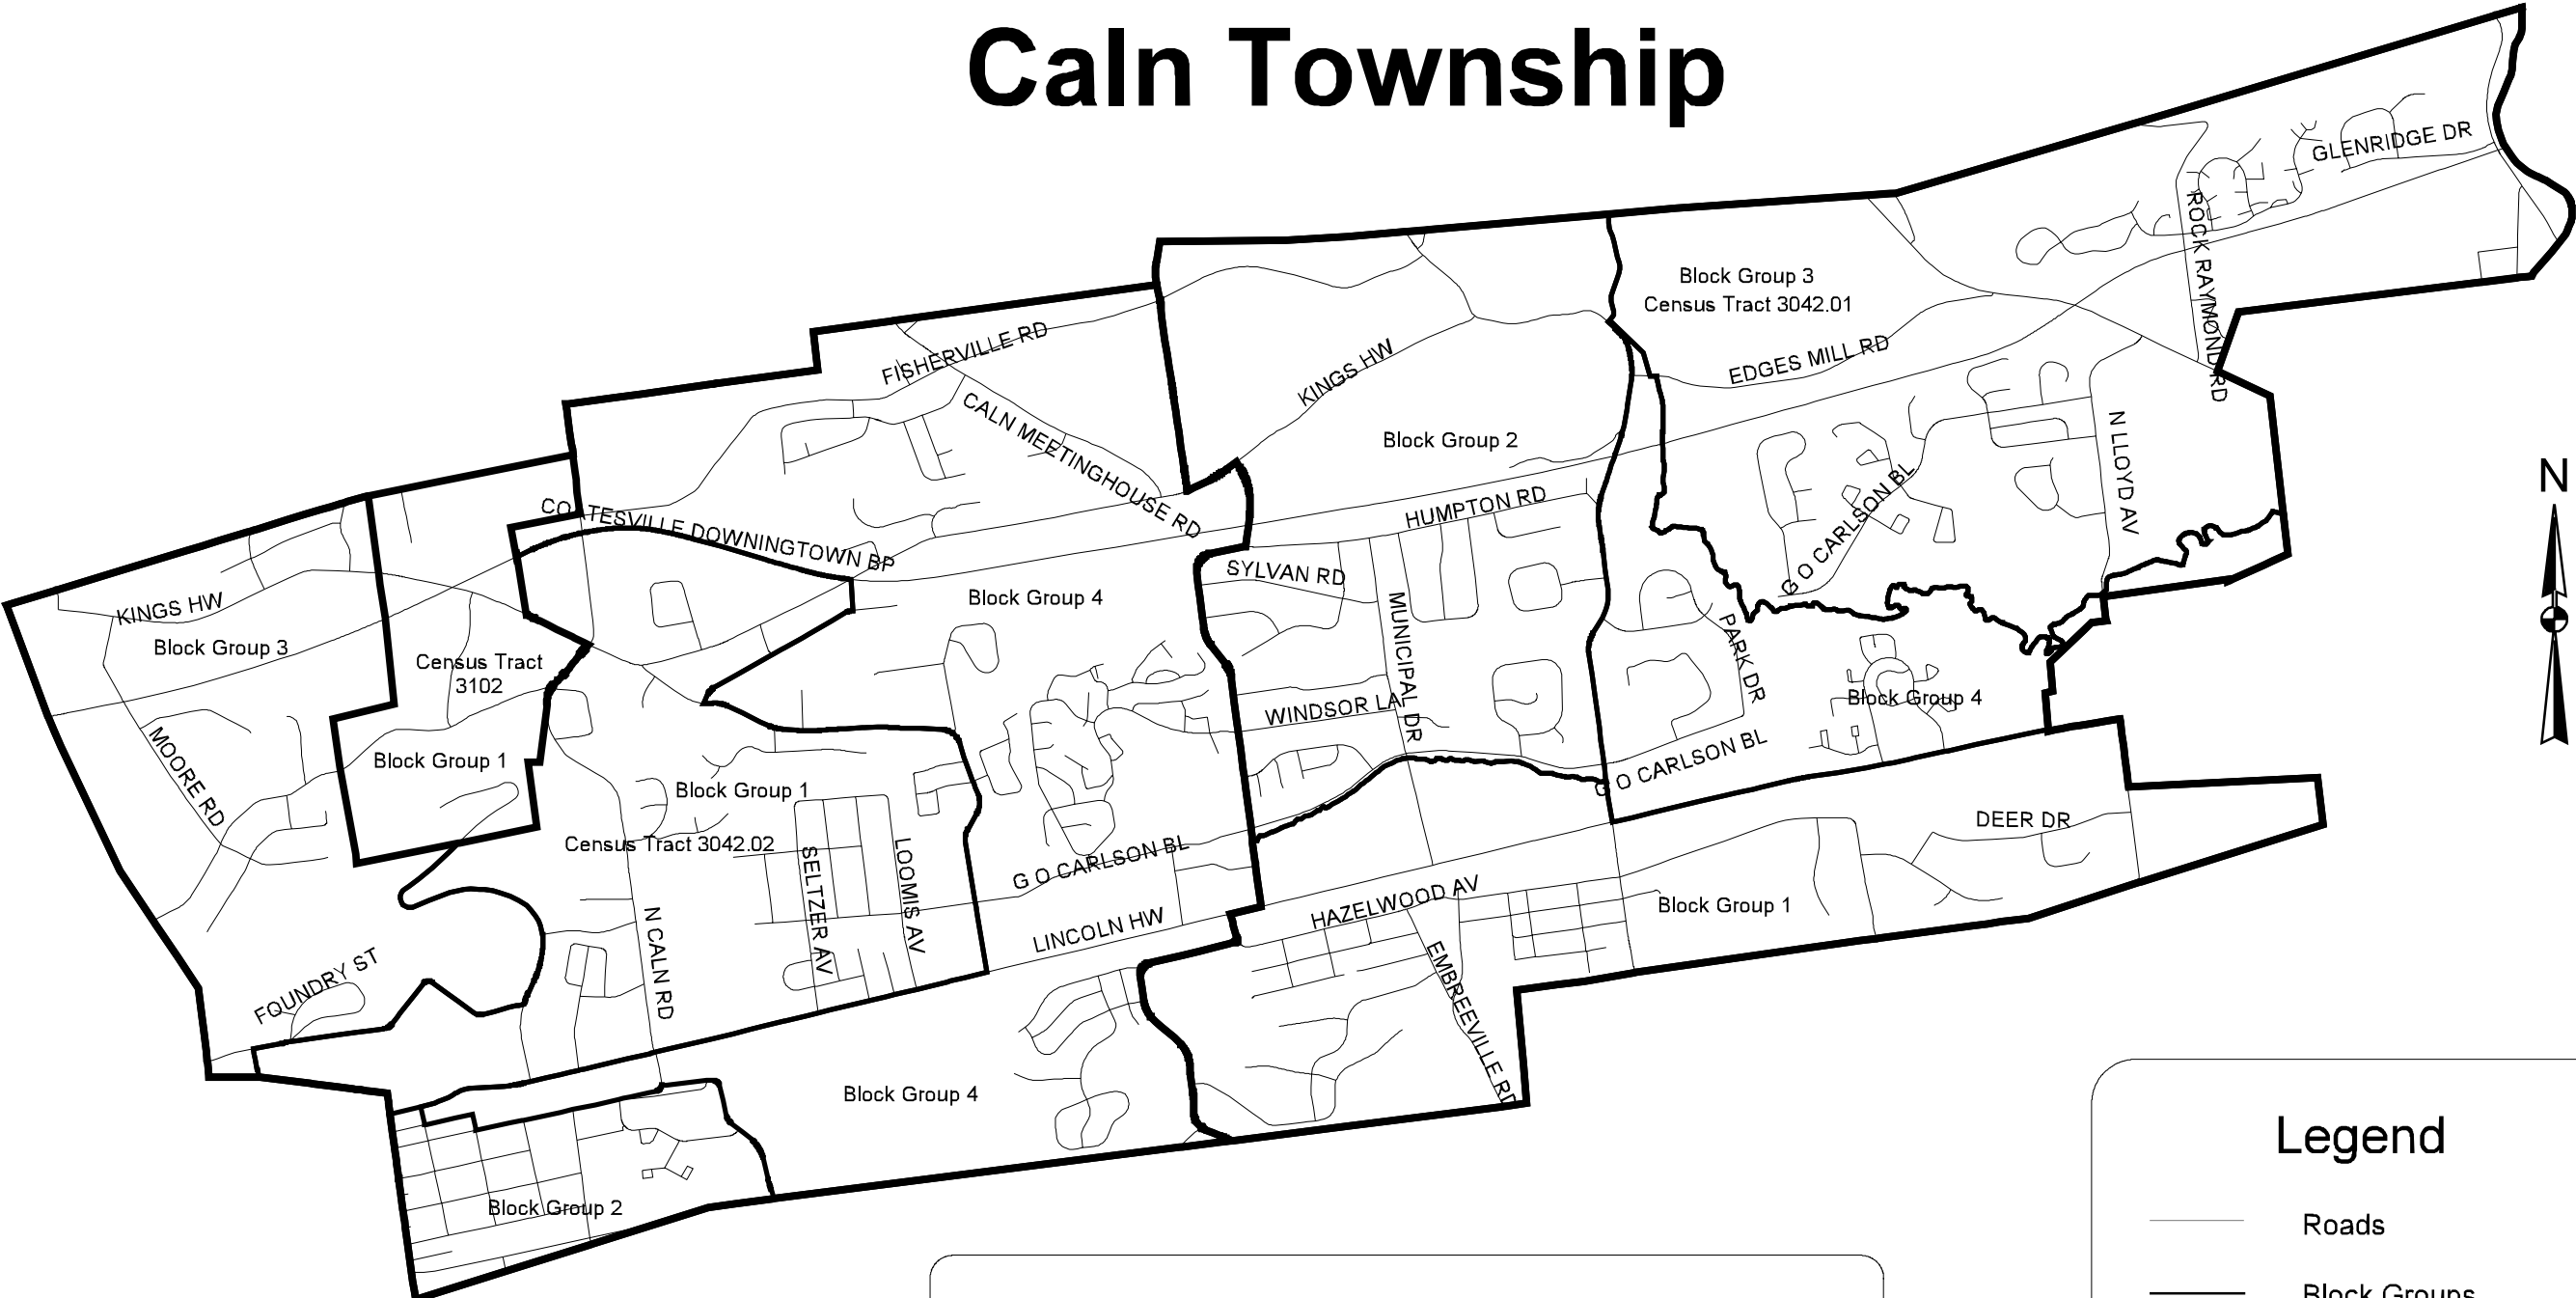 Caln Township
GLENRIDGE DR
ROCK RAYMOND RD
Block Group 3
Census Tract 3042.01
FISHERVILLE RD
KINGS HW
EDGES MILL RD
CALN MEETINGHOUSE RD
Block Group 2
N LLOYD AV
N
COATESVILLE DOWNINGTOWN BP
HUMPTON RD
G O CARLSON BL
SYLVAN RD
Block Group 4
MUNICIPAL DR
KINGS HW
Block Group 3
PARK DR
Census Tract
3102
WINDSOR LA
Block Group 4
MOORE RD
Block Group 1
G O CARLSON BL
Block Group 1
DEER DR
Census Tract 3042.02
SELTZER AV
LOOMIS AV
G O CARLSON BL
HAZELWOOD AV
Block Group 1
N CALN RD
LINCOLN HW
EMBREEVILLE RD
FOUNDRY ST
Block Group 4
Legend
Block Group 2
Roads
Block Groups